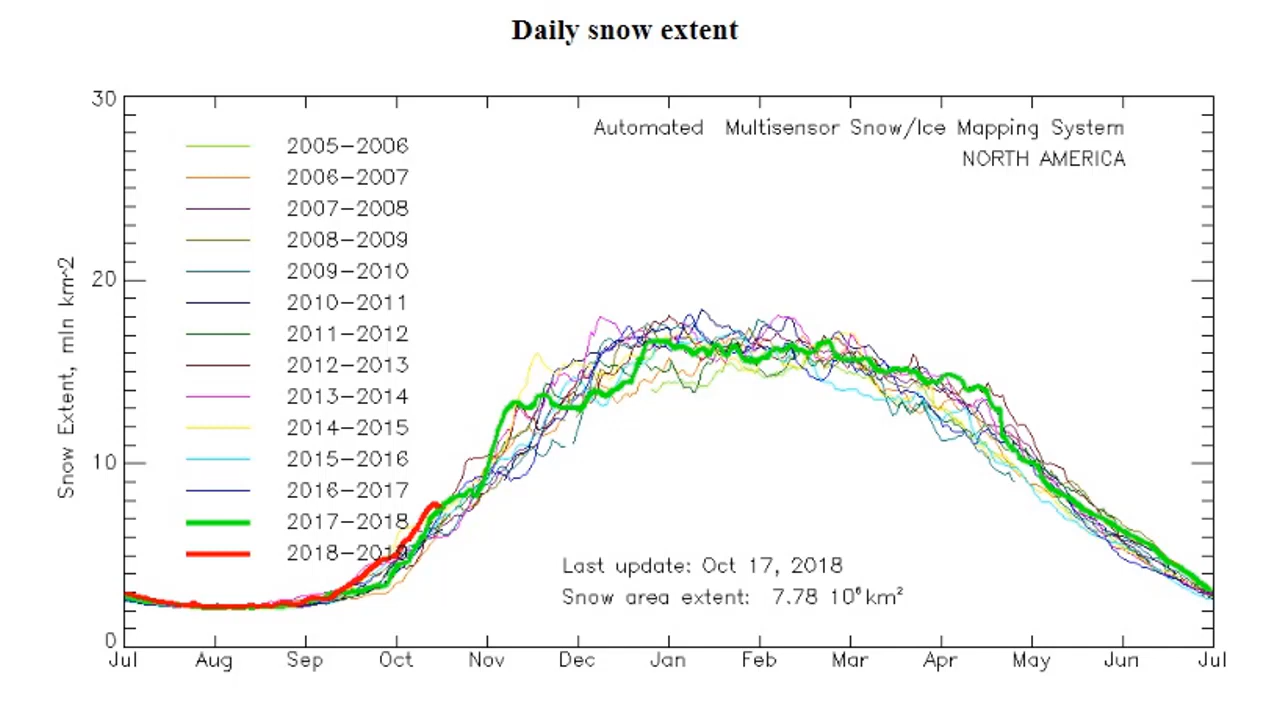 Daily snow extent
30
Automated Multisensor Snow/Ice Mapping System
NORTH AMERICA
2005-2006
2006-2007
2007-2008
2008-2009
2009-2010
2010-2011
2011-2012
2012-2013
2013-2014
2014-2015
2015-2016
2016-2017
2017-2018
2018-2019
Snow Extent, mln km^2
20
10
0
Last update: Oct 17, 2018
Snow area extent: 7.78 10⁶km²
Jul Aug Sep Oct Nov Dec Jan Feb Mar Apr May Jun Jul